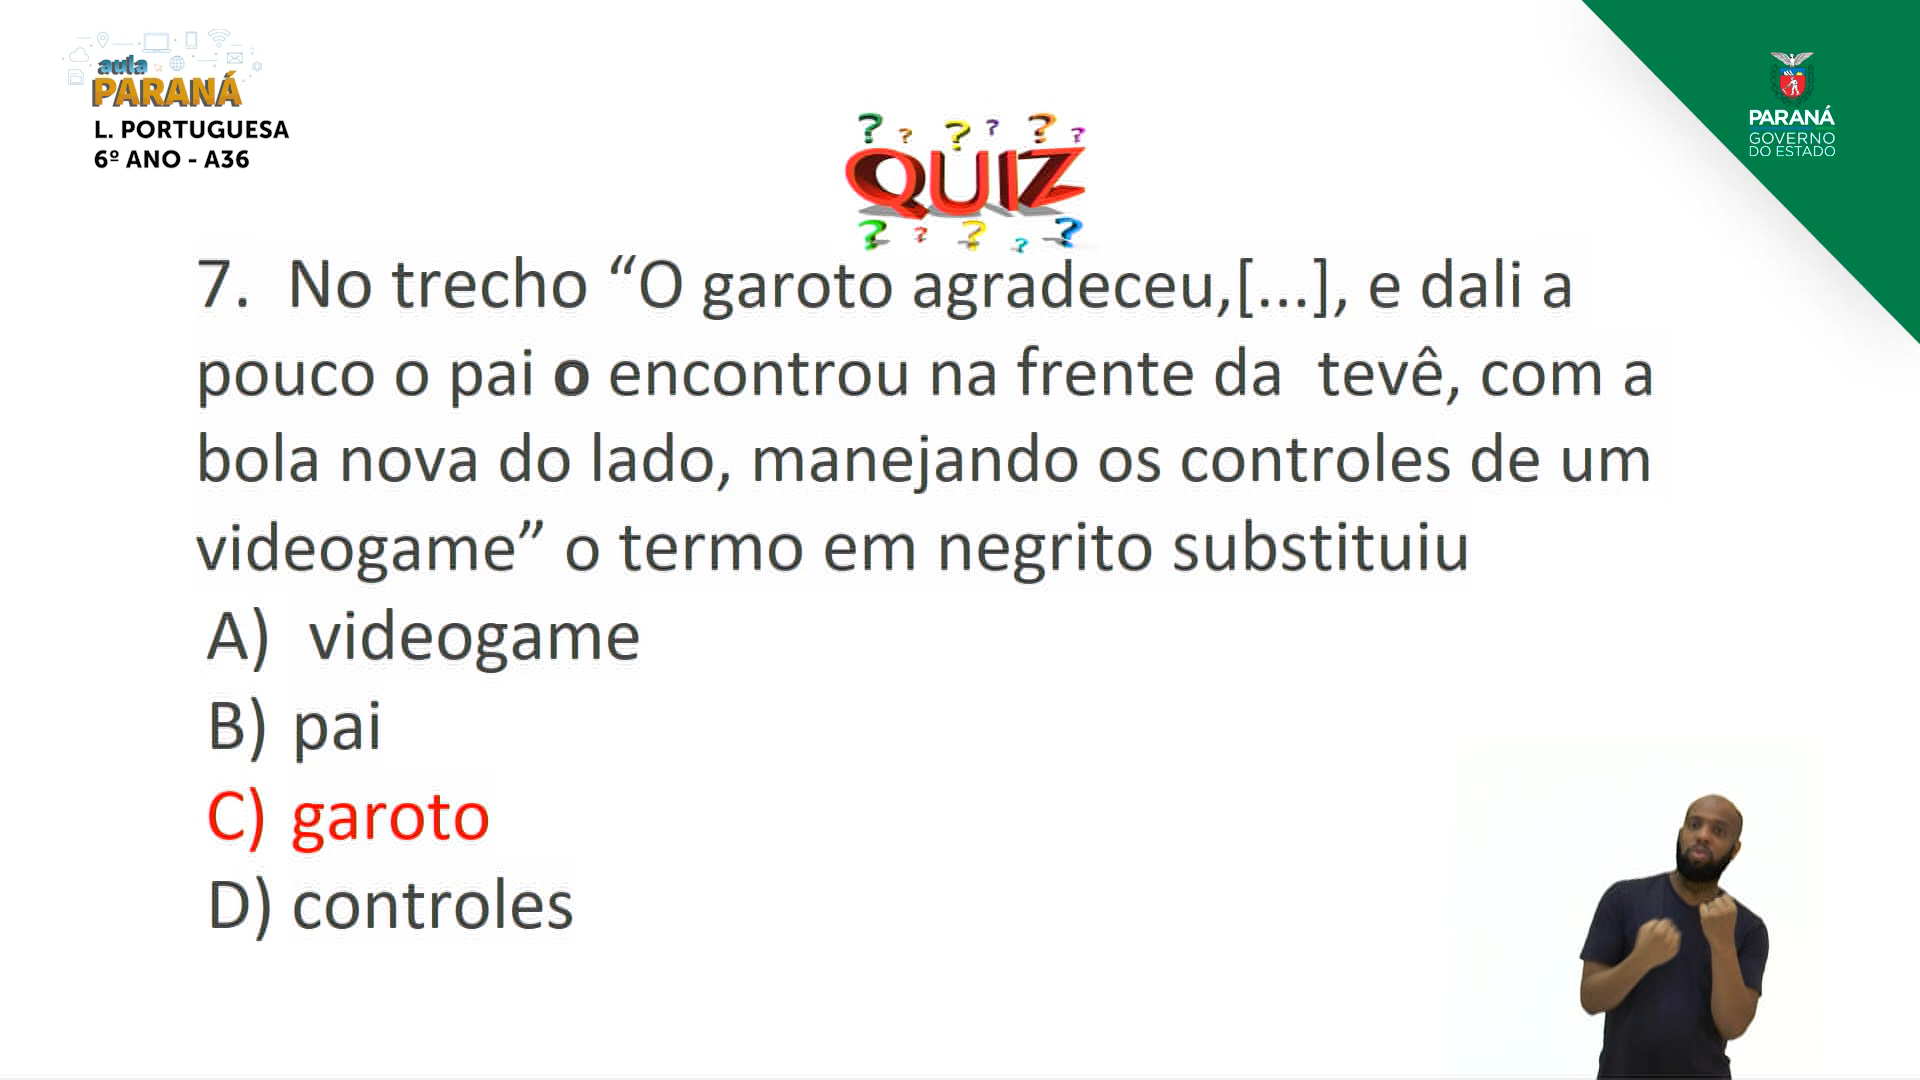 aula
PARANÁ
L. PORTUGUESA
6º ANO - A36
PARANÁ
GOVERNO
DO ESTADO
? ? ? ? ? ?
QUIZ
? ? ? ? ?
7. No trecho “O garoto agradeceu,[...], e dali a
pouco o pai o encontrou na frente da tevê, com a
bola nova do lado, manejando os controles de um
videogame” o termo em negrito substituiu
A) videogame
B) pai
C) garoto
D) controles